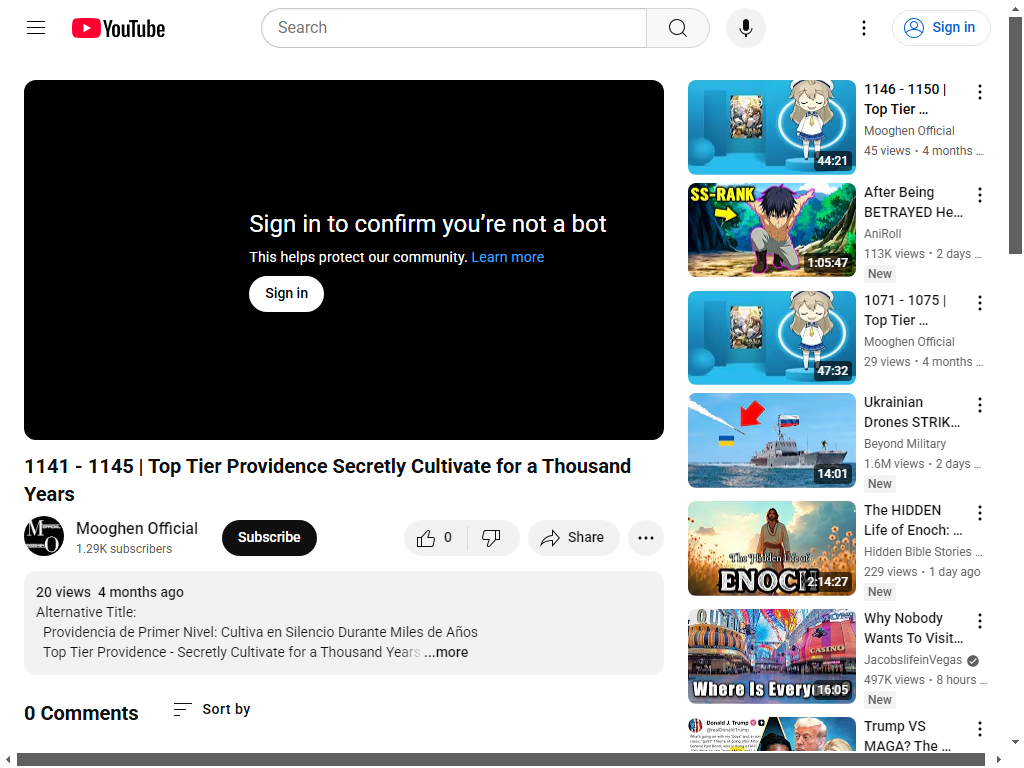 YouTube
Search
Sign in
Sign in to confirm you’re not a bot
This helps protect our community. Learn more
Sign in
1141 - 1145 | Top Tier Providence Secretly Cultivate for a Thousand
Years
Mooghen Official
1.29K subscribers
Subscribe
0
Share
20 views 4 months ago
Alternative Title:
Providencia de Primer Nivel: Cultiva en Silencio Durante Miles de Años
Top Tier Providence - Secretly Cultivate for a Thousand Years ...more
0 Comments
Sort by
44:21
1146 - 1150 |
Top Tier ...
Mooghen Official
45 views • 4 months ...
SS-RANK
1:05:47
After Being
BETRAYED He...
AniRoll
113K views • 2 days ...
New
47:32
1071 - 1075 |
Top Tier ...
Mooghen Official
29 views • 4 months ...
14:01
Ukrainian
Drones STRIK...
Beyond Military
1.6M views • 2 days ...
New
The Hidden Life of
ENOCH
2:14:27
The HIDDEN
Life of Enoch: ...
Hidden Bible Stories ...
229 views • 1 day ago
New
CASINO
Where Is Every
16:05
Why Nobody
Wants To Visit...
JacobslifeinVegas
497K views • 8 hours ...
New
Donald J. Trump
@realDonaldTrump
Trump VS
MAGA? The ...